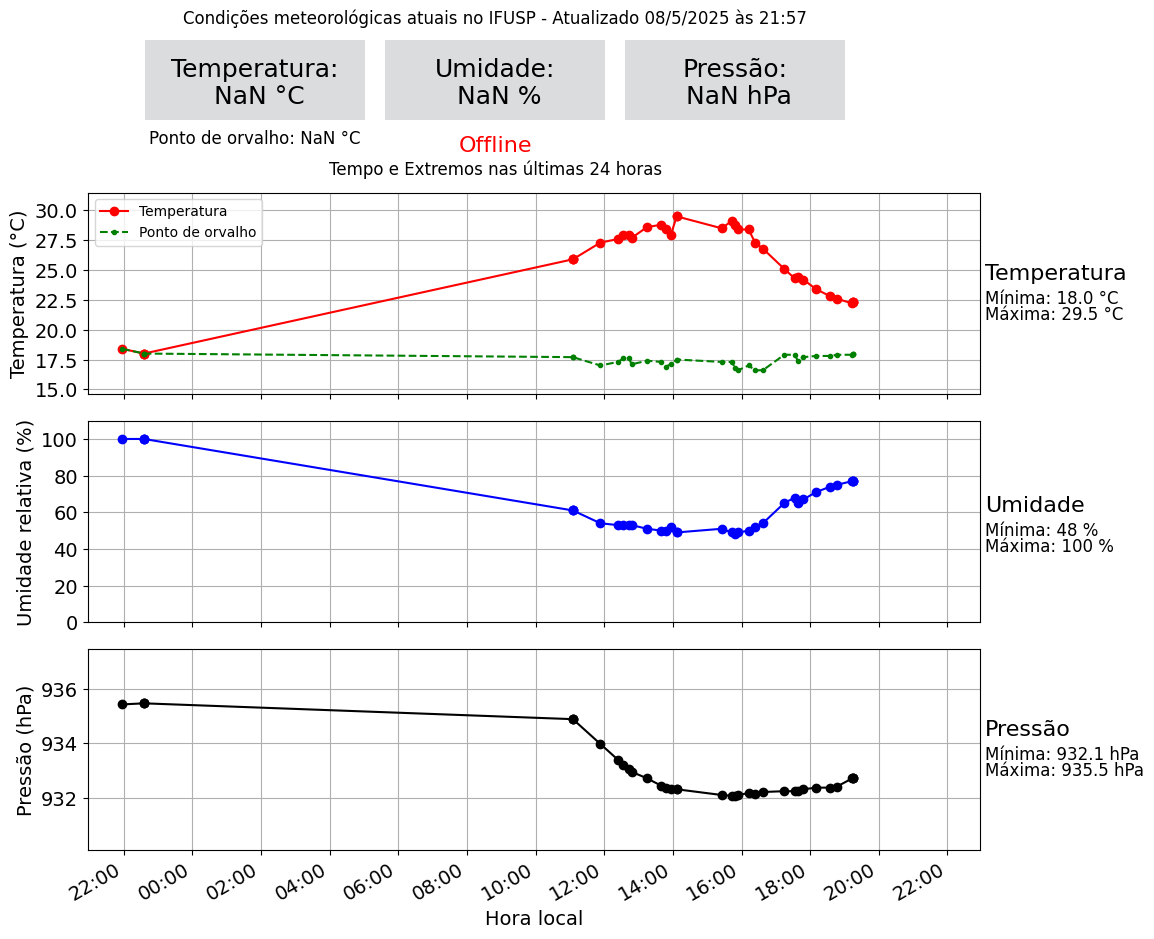 Condições meteorológicas atuais no IFUSP - Atualizado 08/5/2025 às 21:57
Temperatura:
NaN °C
Umidade:
NaN %
Pressão:
NaN hPa
Ponto de orvalho: NaN °C
Offline
Tempo e Extremos nas últimas 24 horas
Temperatura (°C)
30.0
27.5
25.0
22.5
20.0
17.5
15.0
Temperatura
Ponto de orvalho
Temperatura
Mínima: 18.0 °C
Máxima: 29.5 °C
Umidade relativa (%)
100
80
60
40
20
0
Umidade
Mínima: 48 %
Máxima: 100 %
Pressão (hPa)
936
934
932
Pressão
Mínima: 932.1 hPa
Máxima: 935.5 hPa
22:00 00:00 02:00 04:00 06:00 08:00 10:00 12:00 14:00 16:00 18:00 20:00 22:00
Hora local